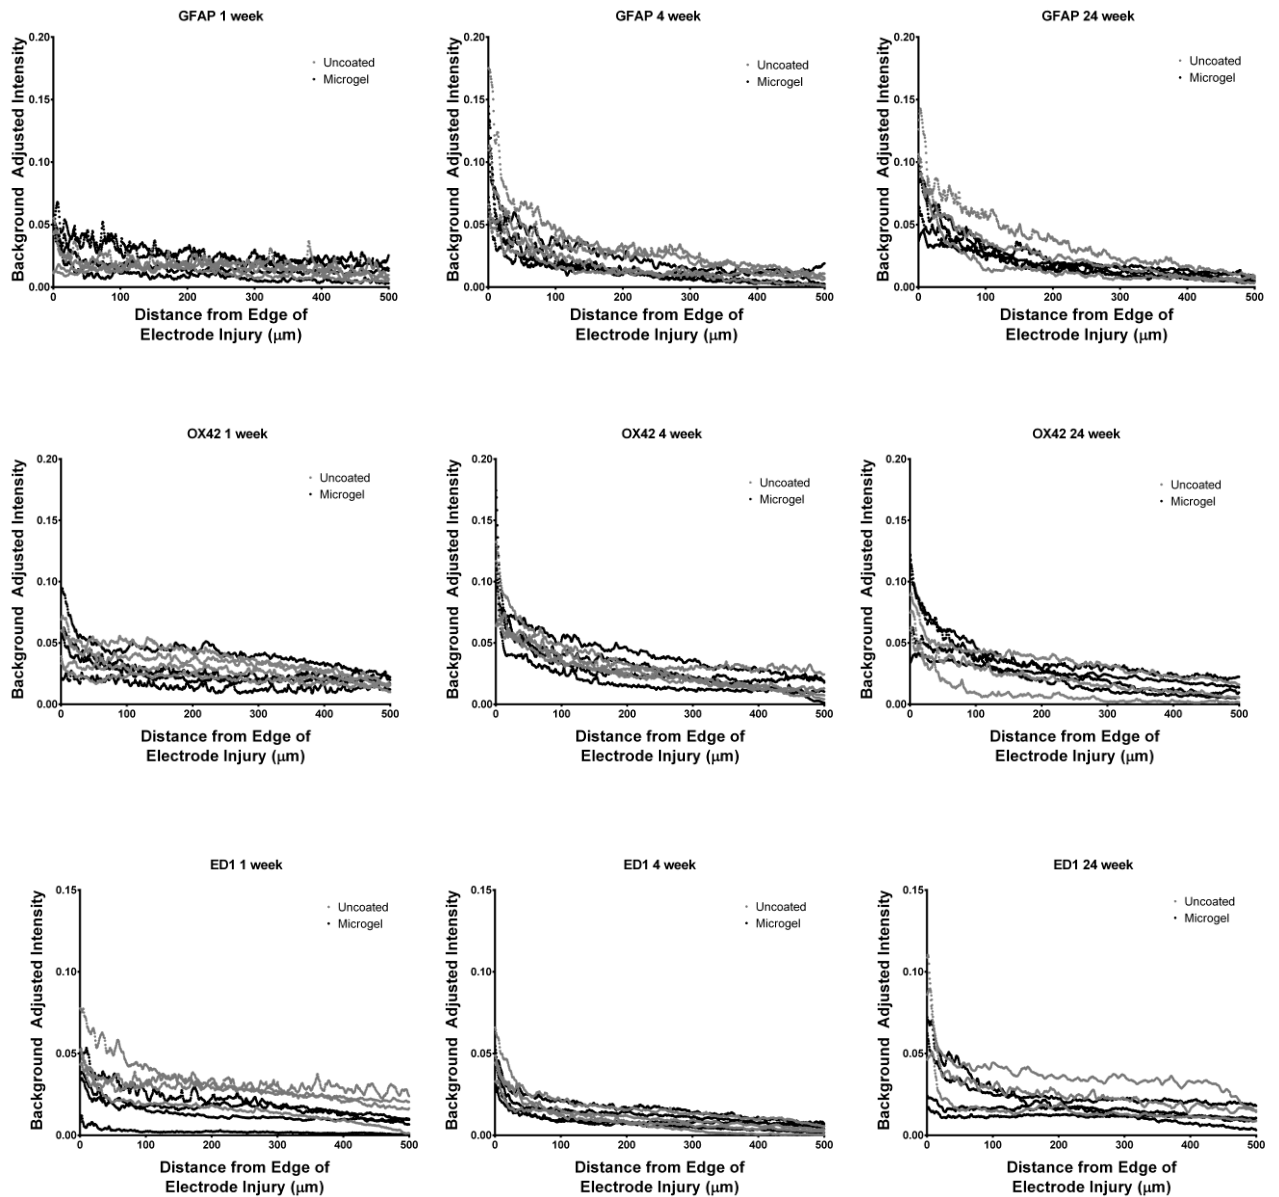 GFAP 1 week
Background Adjusted Intensity
0.20
0.15
0.10
0.05
0.00
Uncoated
Microgel
0 100 200 300 400 500
Distance from Edge of
Electrode Injury (μm)
GFAP 4 week
Background Adjusted Intensity
0.20
0.15
0.10
0.05
0.00
Uncoated
Microgel
0 100 200 300 400 500
Distance from Edge of
Electrode Injury (μm)
GFAP 24 week
Background Adjusted Intensity
0.20
0.15
0.10
0.05
0.00
Uncoated
Microgel
0 100 200 300 400 500
Distance from Edge of
Electrode Injury (μm)
OX42 1 week
Background Adjusted Intensity
0.20
0.15
0.10
0.05
0.00
Uncoated
Microgel
0 100 200 300 400 500
Distance from Edge of
Electrode Injury (μm)
OX42 4 week
Background Adjusted Intensity
0.20
0.15
0.10
0.05
0.00
Uncoated
Microgel
0 100 200 300 400 500
Distance from Edge of
Electrode Injury (μm)
OX42 24 week
Background Adjusted Intensity
0.20
0.15
0.10
0.05
0.00
Uncoated
Microgel
0 100 200 300 400 500
Distance from Edge of
Electrode Injury (μm)
ED1 1 week
Background Adjusted Intensity
0.15
0.10
0.05
0.00
Uncoated
Microgel
0 100 200 300 400 500
Distance from Edge of
Electrode Injury (μm)
ED1 4 week
Background Adjusted Intensity
0.15
0.10
0.05
0.00
Uncoated
Microgel
0 100 200 300 400 500
Distance from Edge of
Electrode Injury (μm)
ED1 24 week
Background Adjusted Intensity
0.15
0.10
0.05
0.00
Uncoated
Microgel
0 100 200 300 400 500
Distance from Edge of
Electrode Injury (μm)